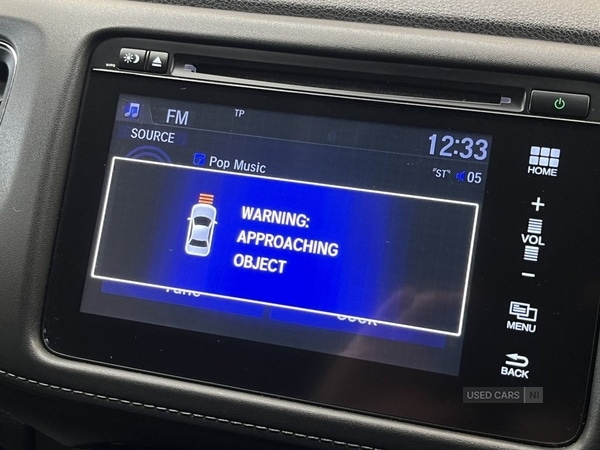 FM
TP
12:33
SOURCE
Pop Music
"ST"
05
WARNING:
APPROACHING
OBJECT
HOME
+
VOL
−
MENU
BACK
USED CARS NI